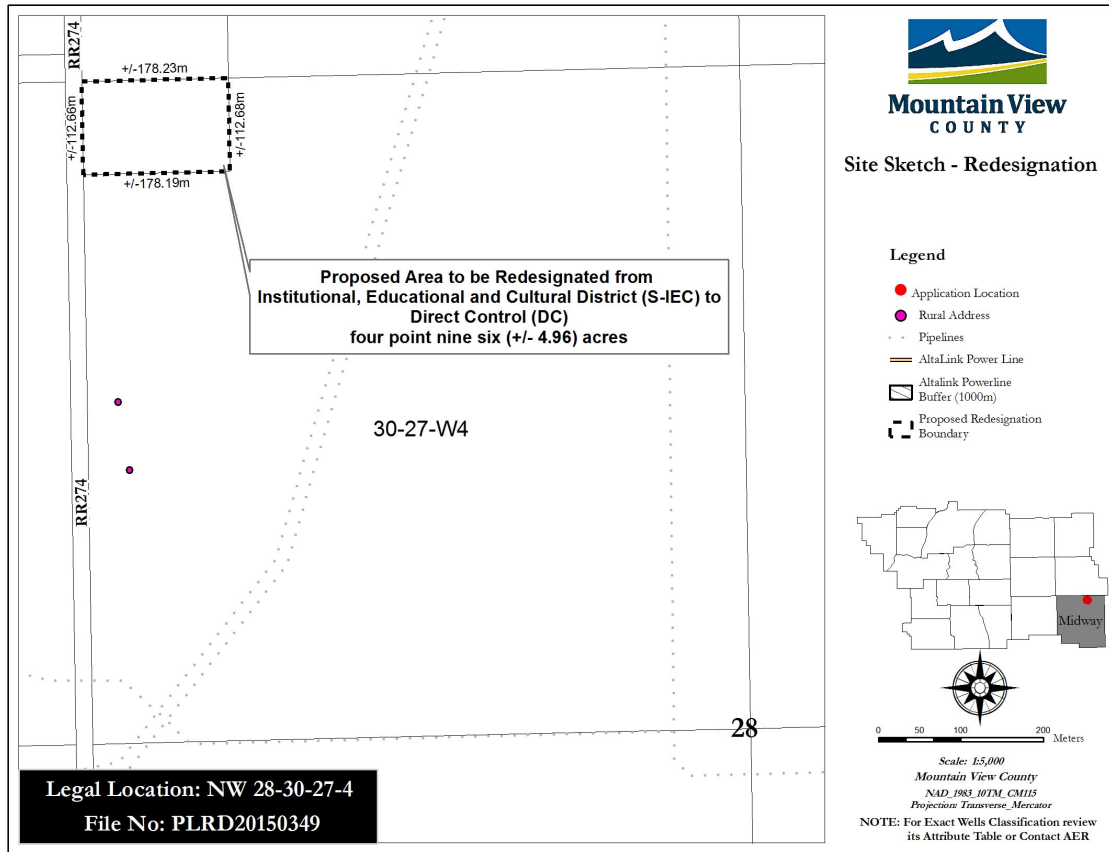 RR274
+/-178.23m
+/-112.66m
+/-112.68m
+/-178.19m
Proposed Area to be Redesignated from
Institutional, Educational and Cultural District (S-IEC) to
Direct Control (DC)
four point nine six (+/- 4.96) acres
30-27-W4
RR274
28
Legal Location: NW 28-30-27-4
File No: PLRD20150349
Mountain View
COUNTY
Site Sketch - Redesignation
Legend
Application Location
Rural Address
Pipelines
AltaLink Power Line
Altalink Powerline
Buffer (1000m)
Proposed Redesignation
Boundary
Midway
0 50 100 200
Meters
Scale: 1:5,000
Mountain View County
NAD_1983_10TM_CM115
Projection: Transverse_Mercator
NOTE: For Exact Wells Classification review
its Attribute Table or Contact AER